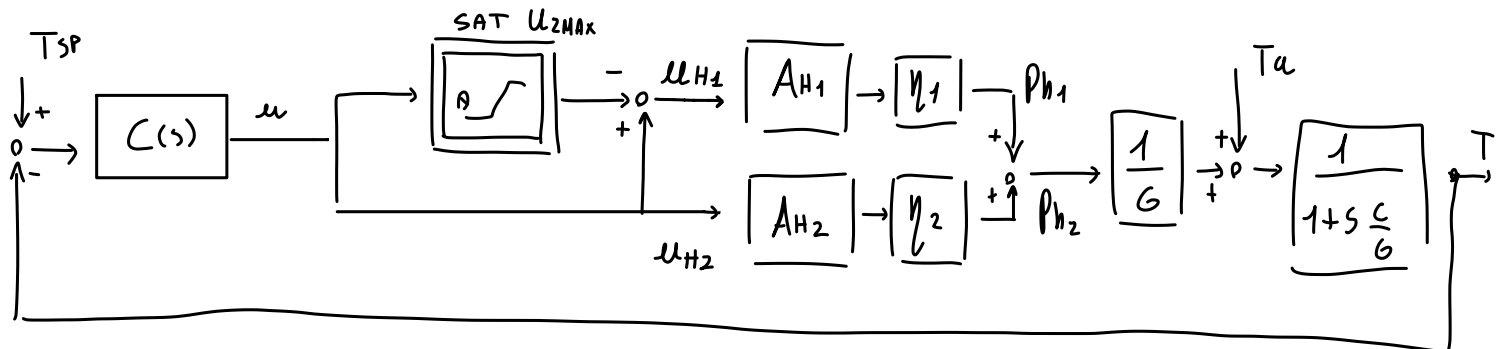 SAT U2MAX
TSP
+
-
C(s)
u
A
-
+
uH1
AH1
η1
Ph1
+
+
1
G
Ta
+
+
1
1+s C
G
T
uH2
AH2
η2
Ph2